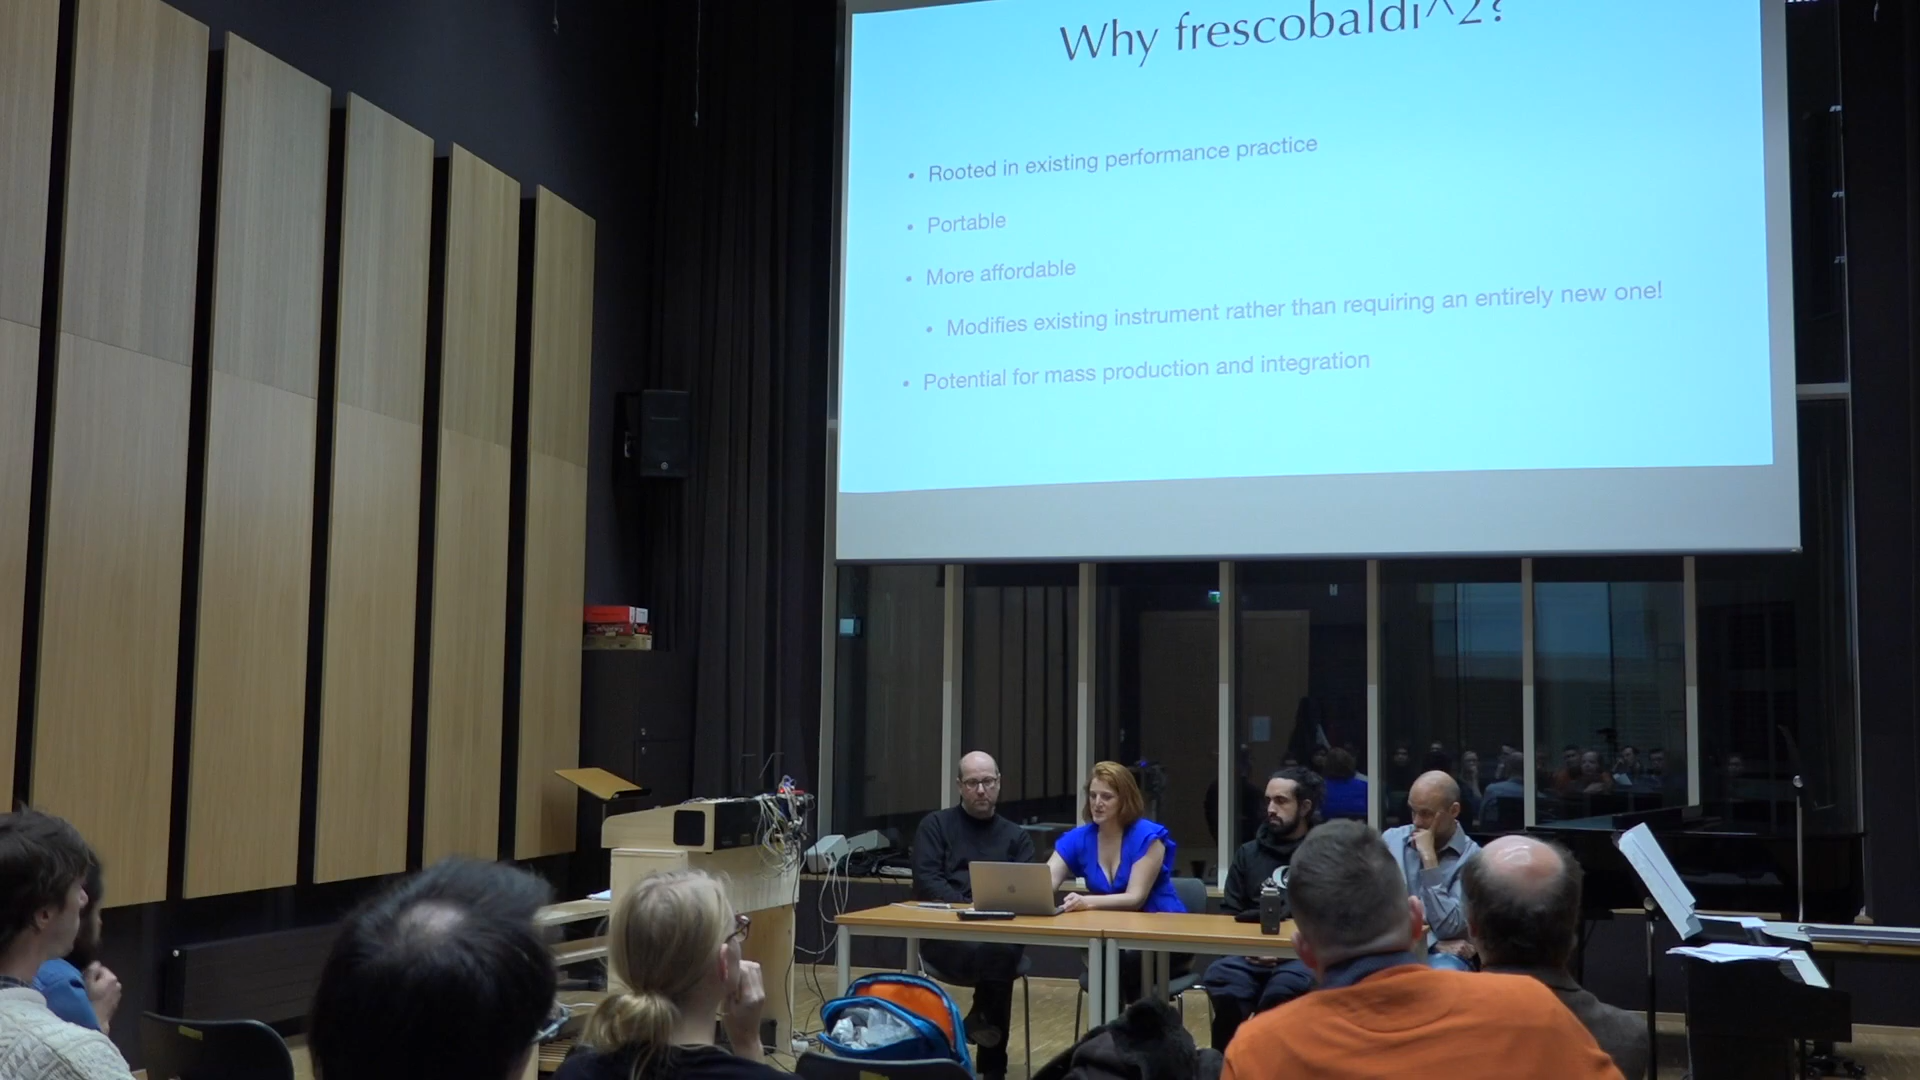 Why frescobaldi^2?
• Rooted in existing performance practice
• Portable
• More affordable
• Modifies existing instrument rather than requiring an entirely new one!
• Potential for mass production and integration